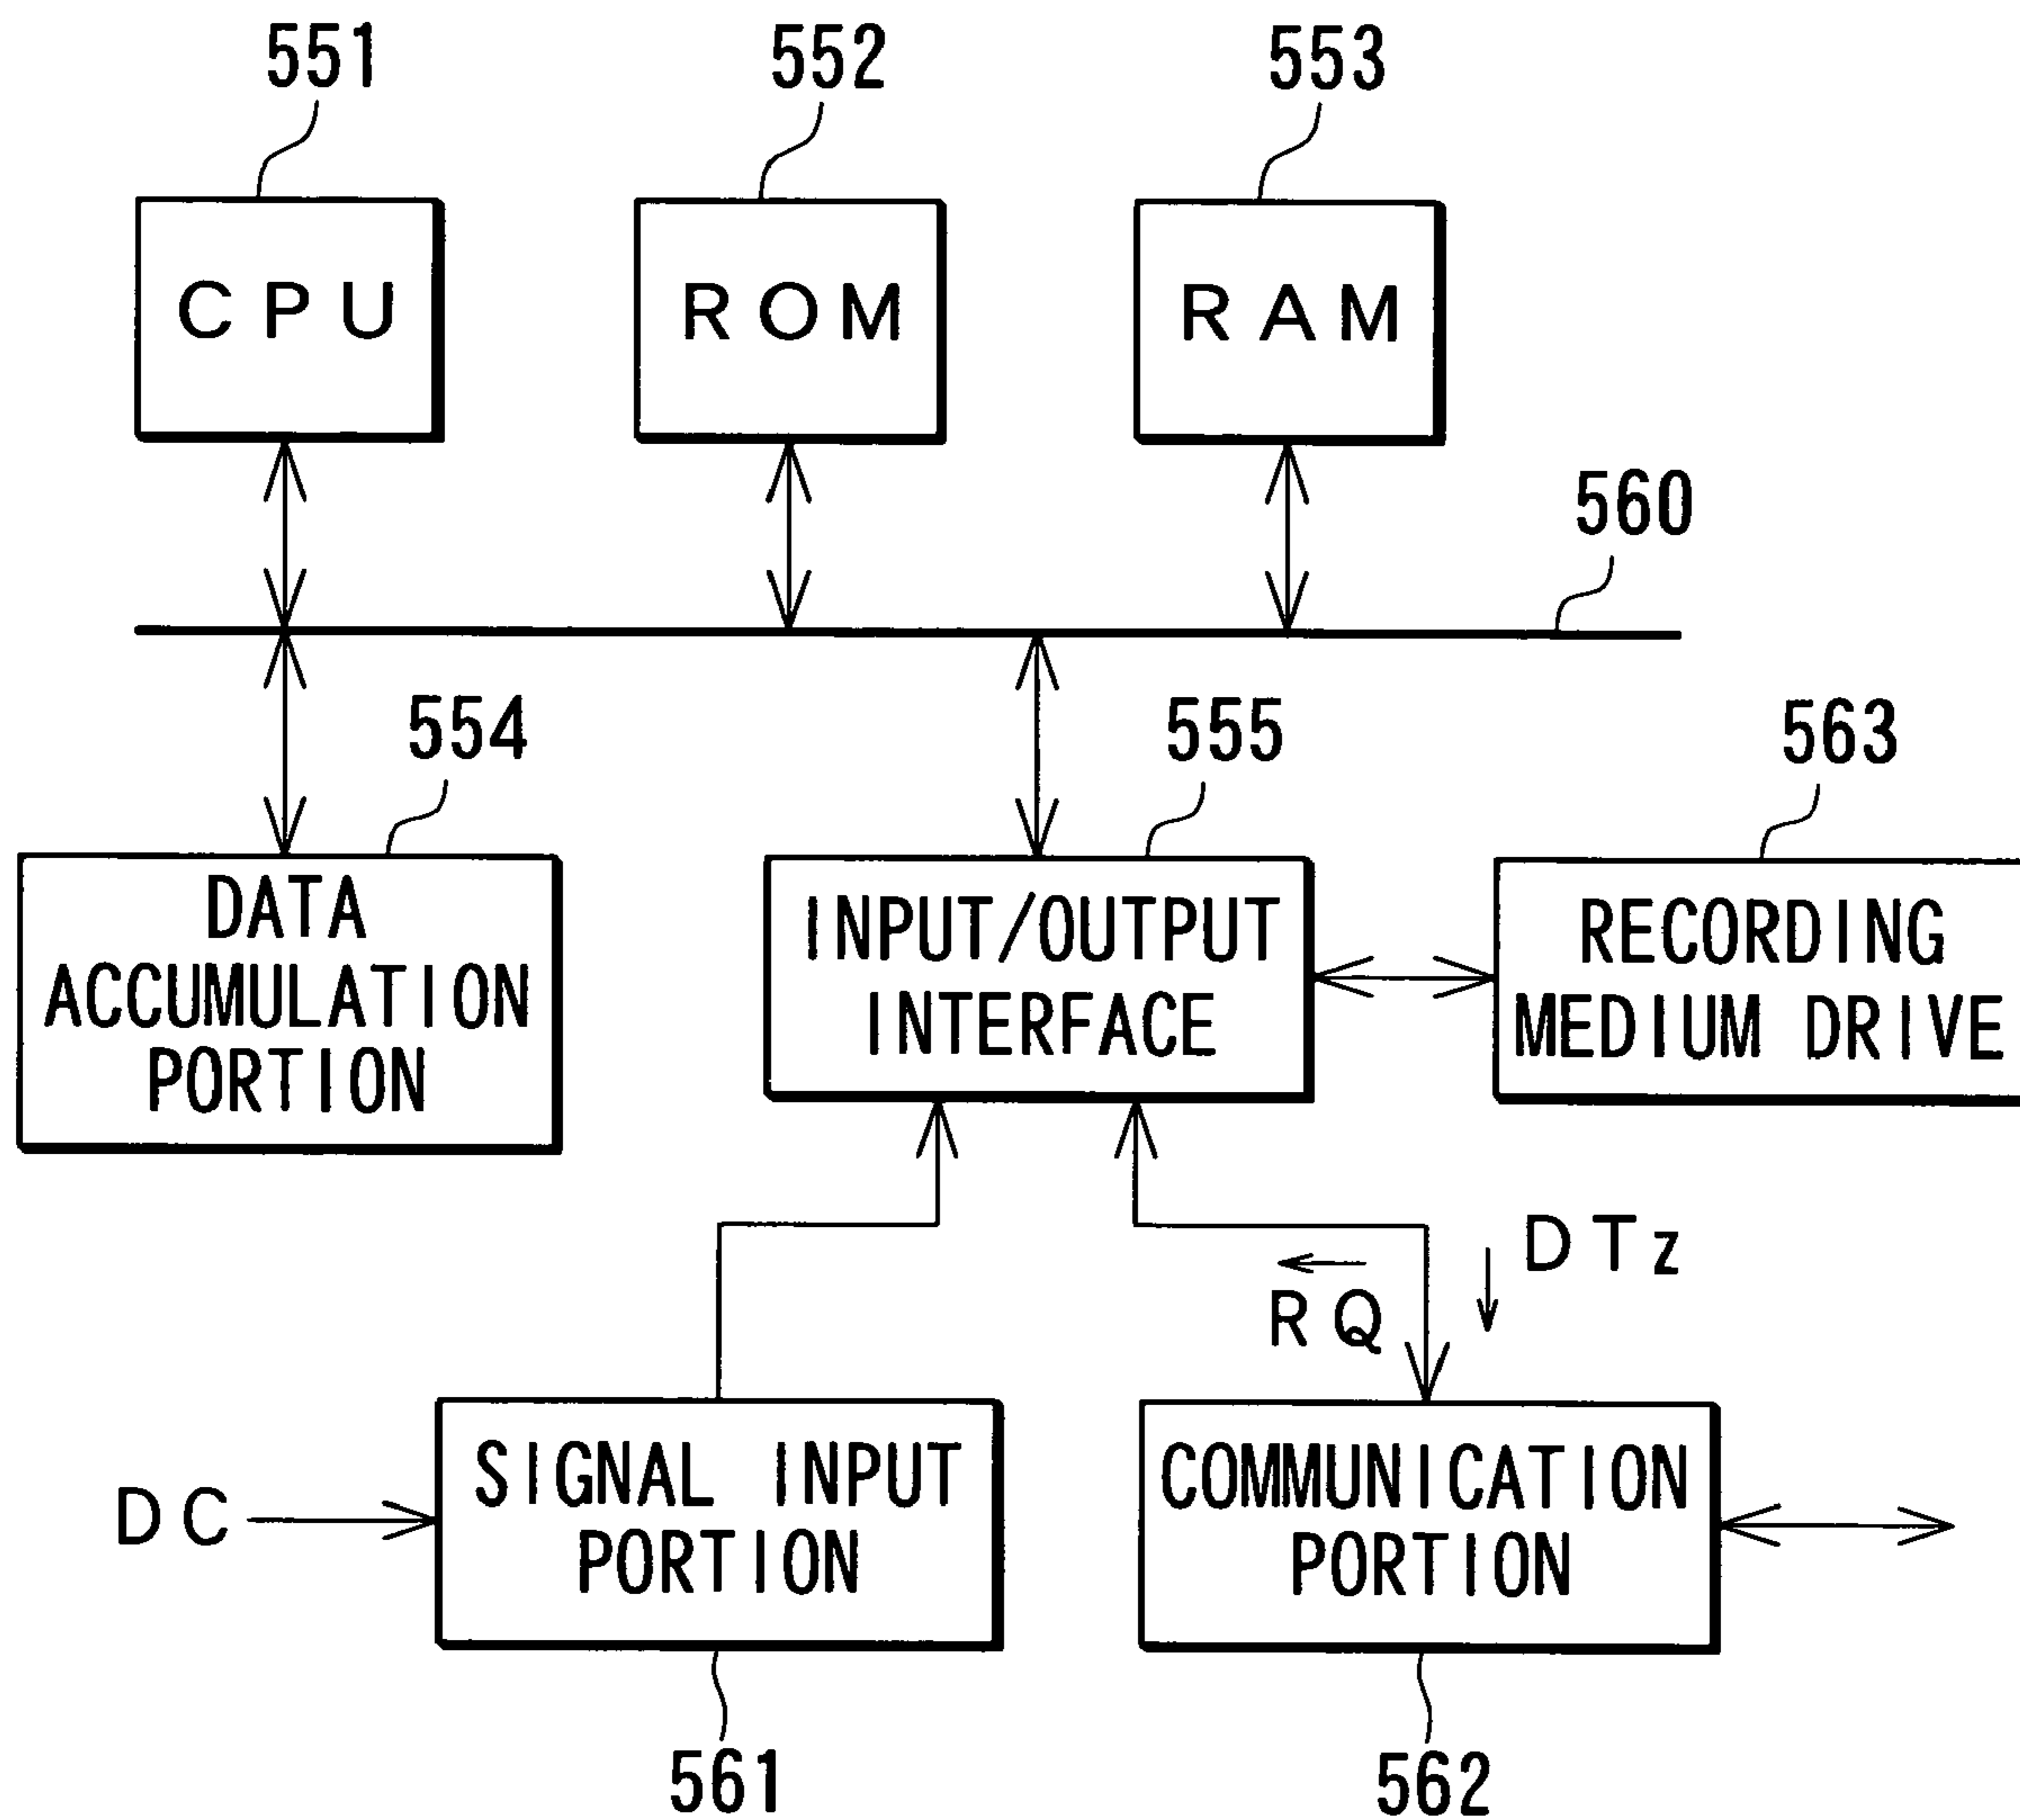 551
552
553
CPU
ROM
RAM
560
554
555
563
DATA
ACCUMULATION
PORTION
INPUT/OUTPUT
INTERFACE
RECORDING
MEDIUM DRIVE
DTz
RQ
DC
SIGNAL INPUT
PORTION
COMMUNICATION
PORTION
561
562